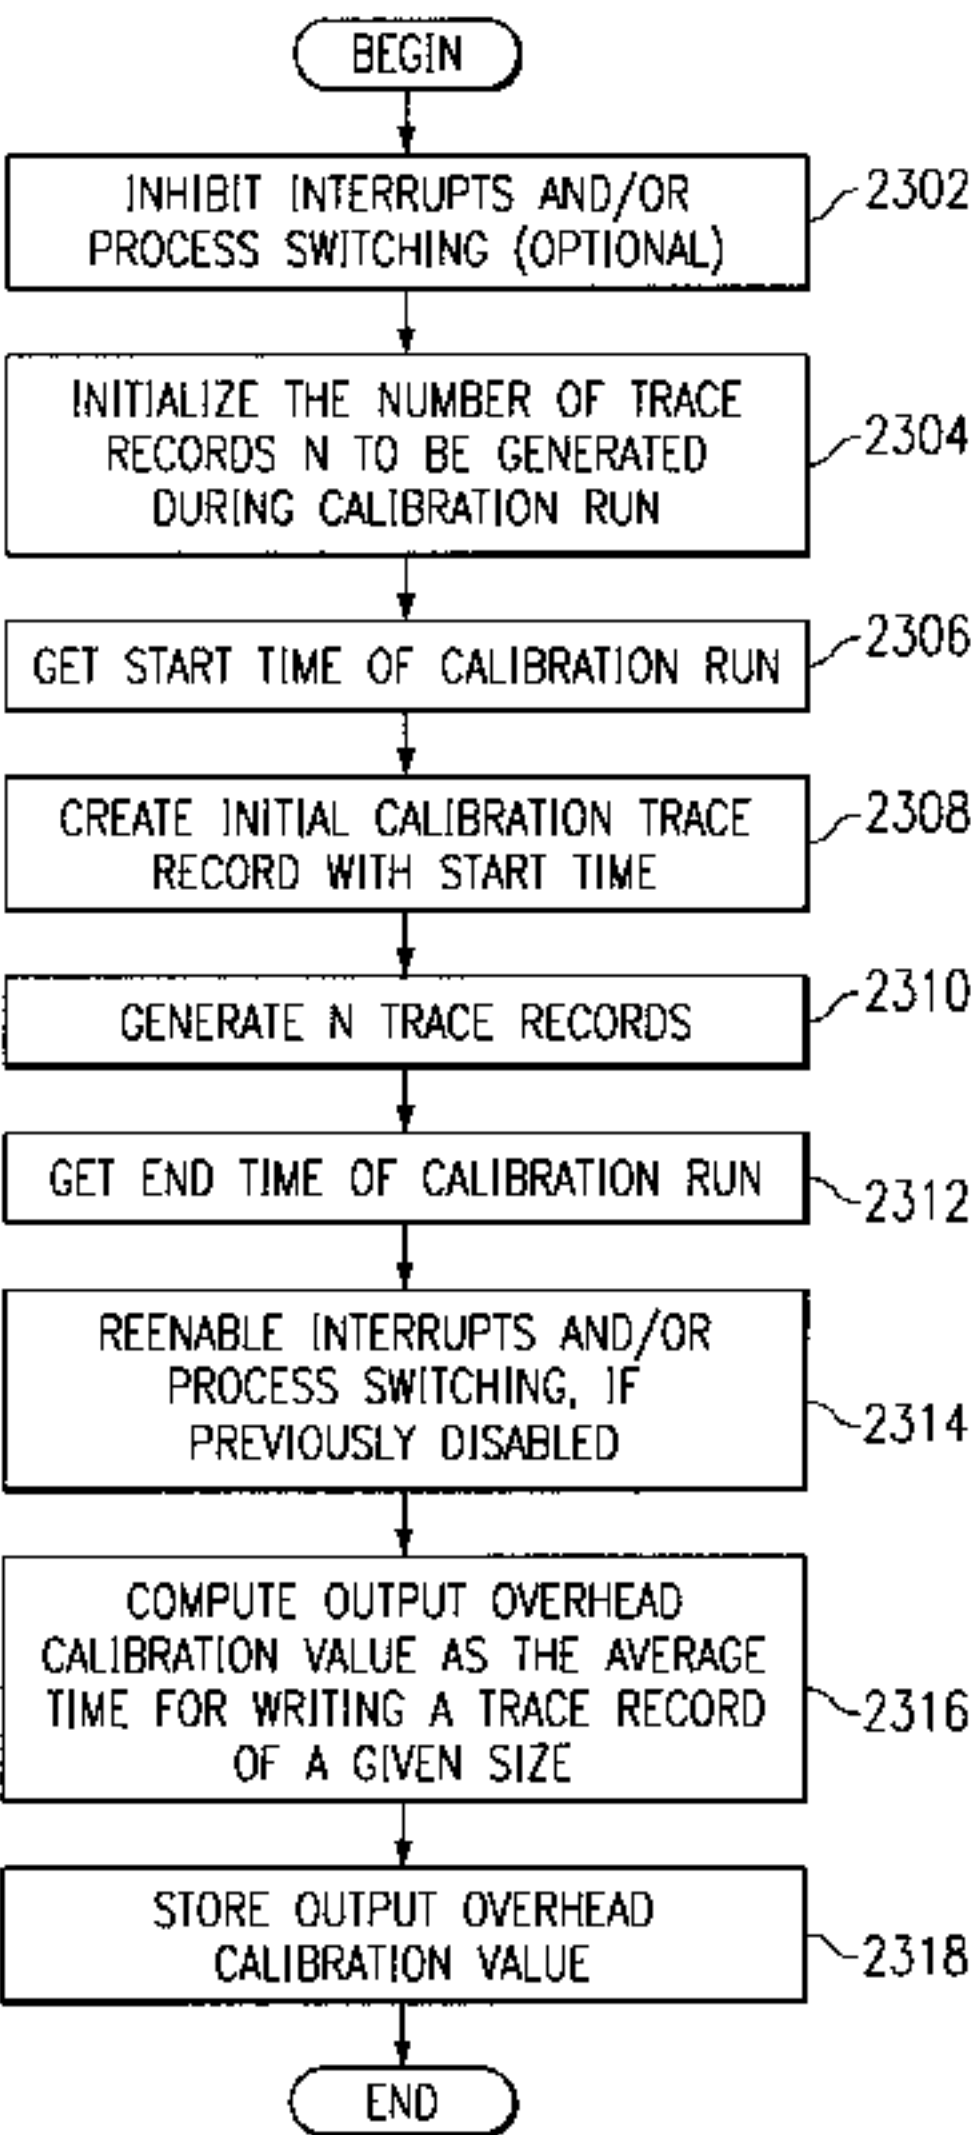 BEGIN
INHIBIT INTERRUPTS AND/OR
PROCESS SWITCHING (OPTIONAL)
2302
INITIALIZE THE NUMBER OF TRACE
RECORDS N TO BE GENERATED
DURING CALIBRATION RUN
2304
GET START TIME OF CALIBRATION RUN
2306
CREATE INITIAL CALIBRATION TRACE
RECORD WITH START TIME
2308
GENERATE N TRACE RECORDS
2310
GET END TIME OF CALIBRATION RUN
2312
REENABLE INTERRUPTS AND/OR
PROCESS SWITCHING, IF
PREVIOUSLY DISABLED
2314
COMPUTE OUTPUT OVERHEAD
CALIBRATION VALUE AS THE AVERAGE
TIME FOR WRITING A TRACE RECORD
OF A GIVEN SIZE
2316
STORE OUTPUT OVERHEAD
CALIBRATION VALUE
2318
END